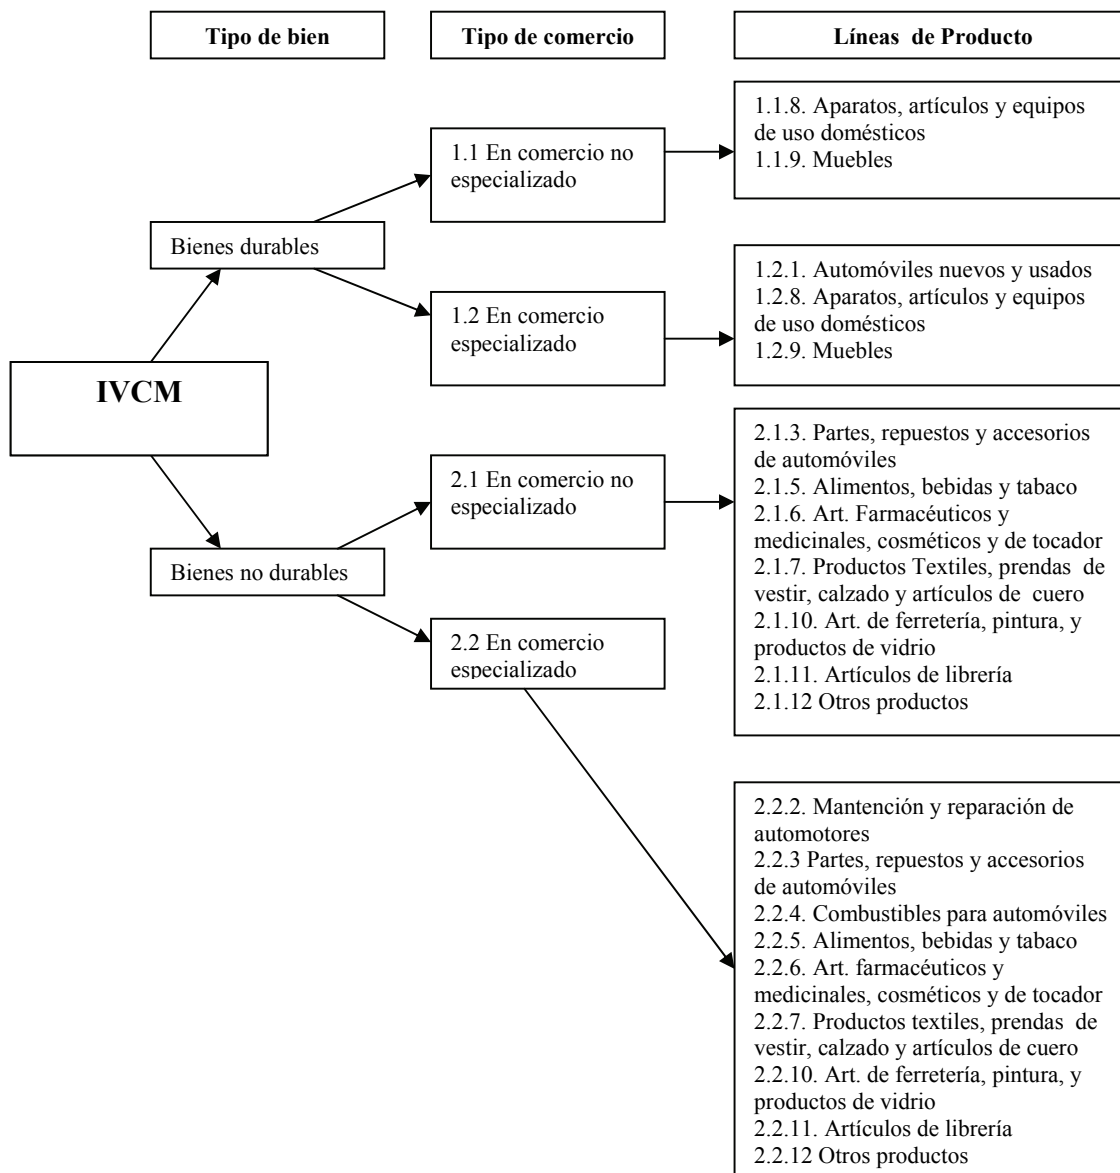 Tipo de bien
Tipo de comercio
Líneas de Producto
1.1.8. Aparatos, artículos y equipos
de uso domésticos
1.1.9. Muebles
1.1 En comercio no
especializado
Bienes durables
1.2.1. Automóviles nuevos y usados
1.2.8. Aparatos, artículos y equipos
de uso domésticos
1.2.9. Muebles
1.2 En comercio
especializado
IVCM
2.1.3. Partes, repuestos y accesorios
de automóviles
2.1.5. Alimentos, bebidas y tabaco
2.1.6. Art. Farmacéuticos y
medicinales, cosméticos y de tocador
2.1.7. Productos Textiles, prendas de
vestir, calzado y artículos de cuero
2.1.10. Art. de ferretería, pintura, y
productos de vidrio
2.1.11. Artículos de librería
2.1.12 Otros productos
2.1 En comercio no
especializado
Bienes no durables
2.2 En comercio
especializado
2.2.2. Mantención y reparación de
automotores
2.2.3 Partes, repuestos y accesorios
de automóviles
2.2.4. Combustibles para automóviles
2.2.5. Alimentos, bebidas y tabaco
2.2.6. Art. farmacéuticos y
medicinales, cosméticos y de tocador
2.2.7. Productos textiles, prendas de
vestir, calzado y artículos de cuero
2.2.10. Art. de ferretería, pintura, y
productos de vidrio
2.2.11. Artículos de librería
2.2.12 Otros productos